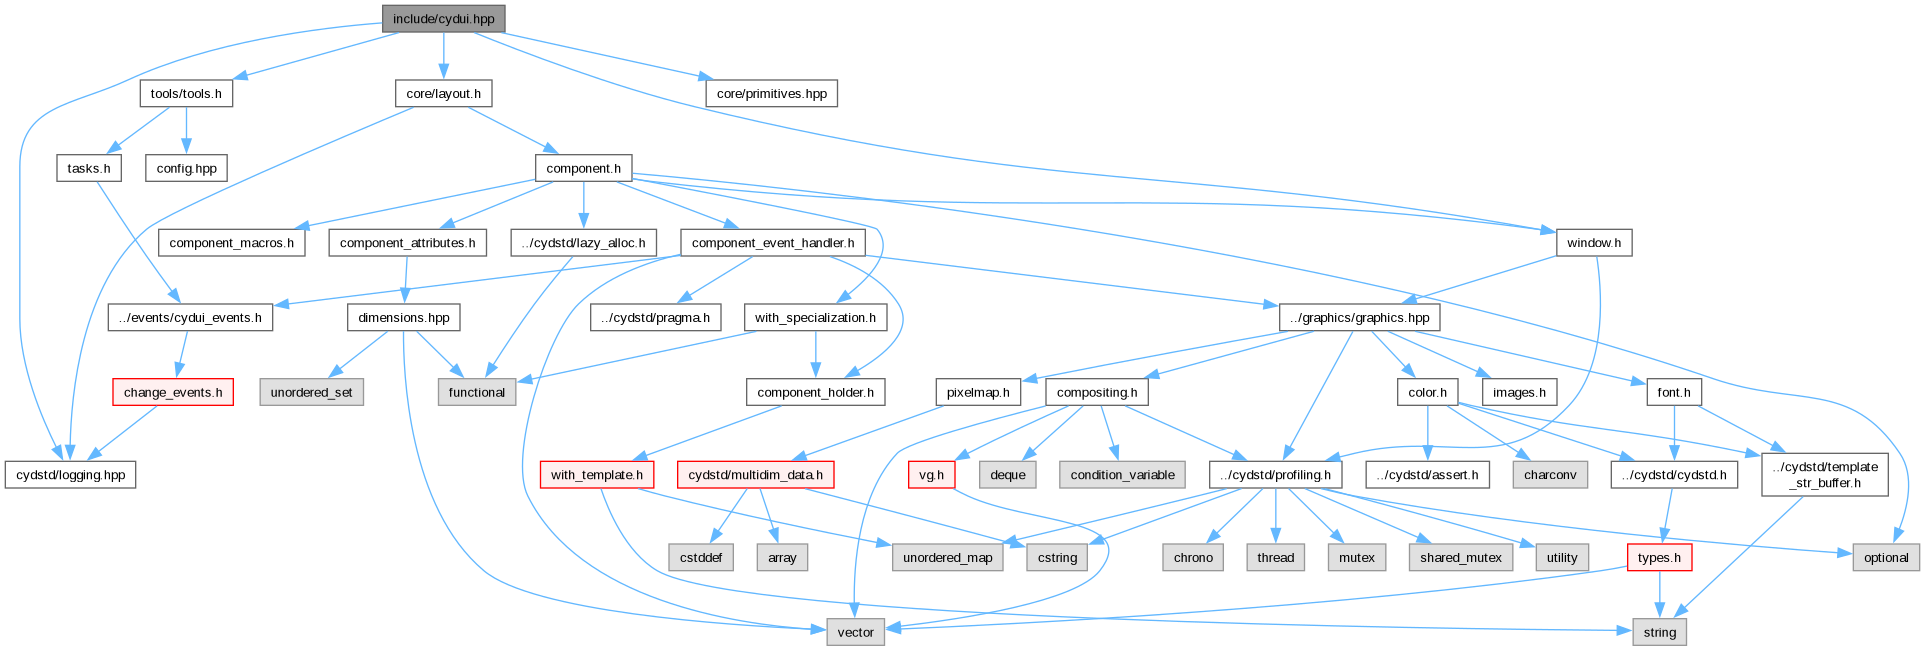 include/cydui.hpp
tools/tools.h
core/layout.h
core/primitives.hpp
tasks.h
config.hpp
component.h
component_macros.h
component_attributes.h
../cydstd/lazy_alloc.h
component_event_handler.h
window.h
../events/cydui_events.h
dimensions.hpp
../cydstd/pragma.h
with_specialization.h
../graphics/graphics.hpp
change_events.h
unordered_set
functional
component_holder.h
pixelmap.h
compositing.h
color.h
images.h
font.h
cydstd/logging.hpp
with_template.h
cydstd/multidim_data.h
vg.h
deque
condition_variable
../cydstd/profiling.h
../cydstd/assert.h
charconv
../cydstd/cydstd.h
../cydstd/template
_str_buffer.h
cstddef
array
unordered_map
cstring
chrono
thread
mutex
shared_mutex
utility
types.h
optional
vector
string